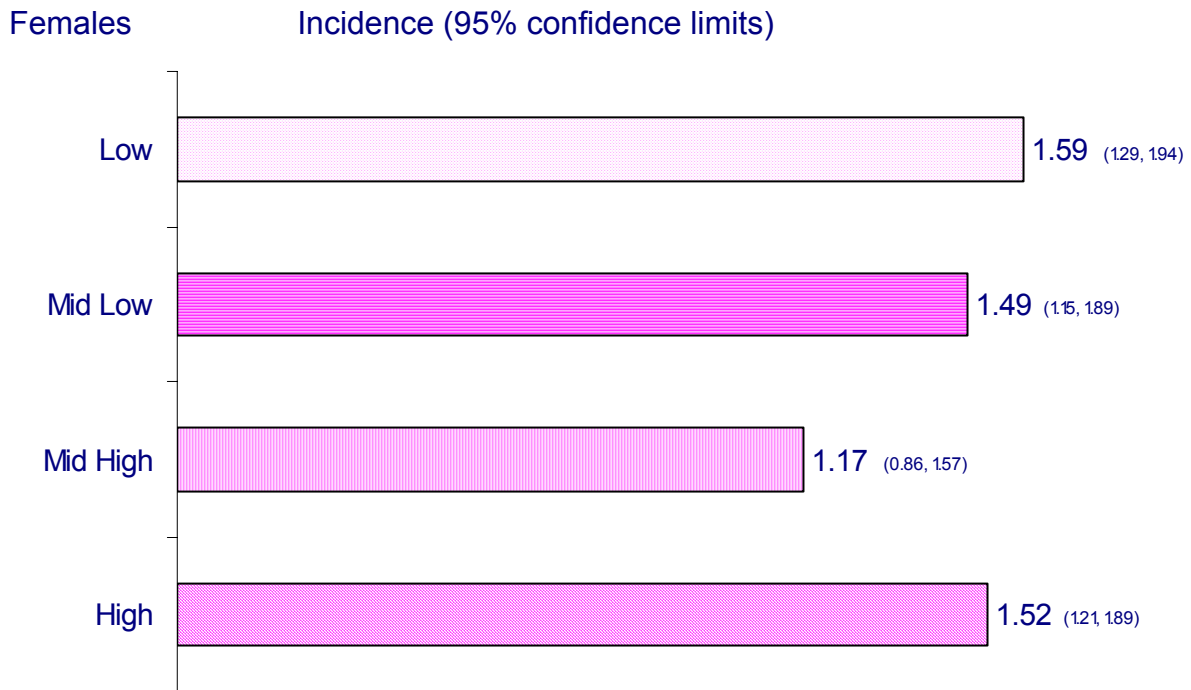 Females Incidence (95% confidence limits)
Low 1.59 (1.29, 1.94)
Mid Low 1.49 (1.15, 1.89)
Mid High 1.17 (0.86, 1.57)
High 1.52 (1.21, 1.89)